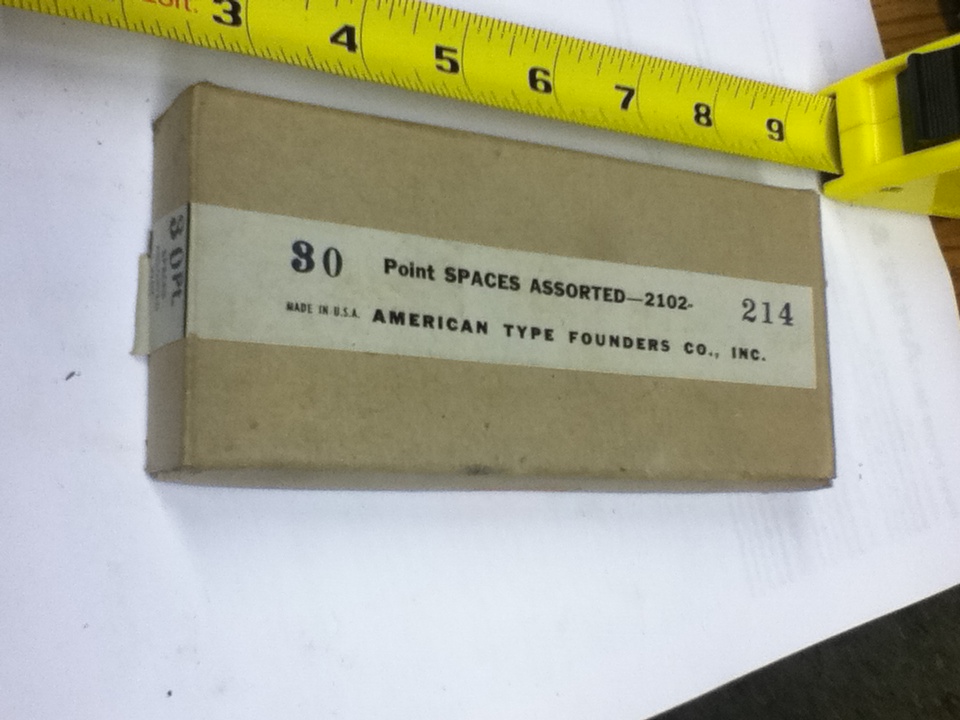 3 4 5 6 7 8 9
30 Point SPACES ASSORTED—2102- 214
MADE IN U.S.A. AMERICAN TYPE FOUNDERS CO., INC.
30 Pt.